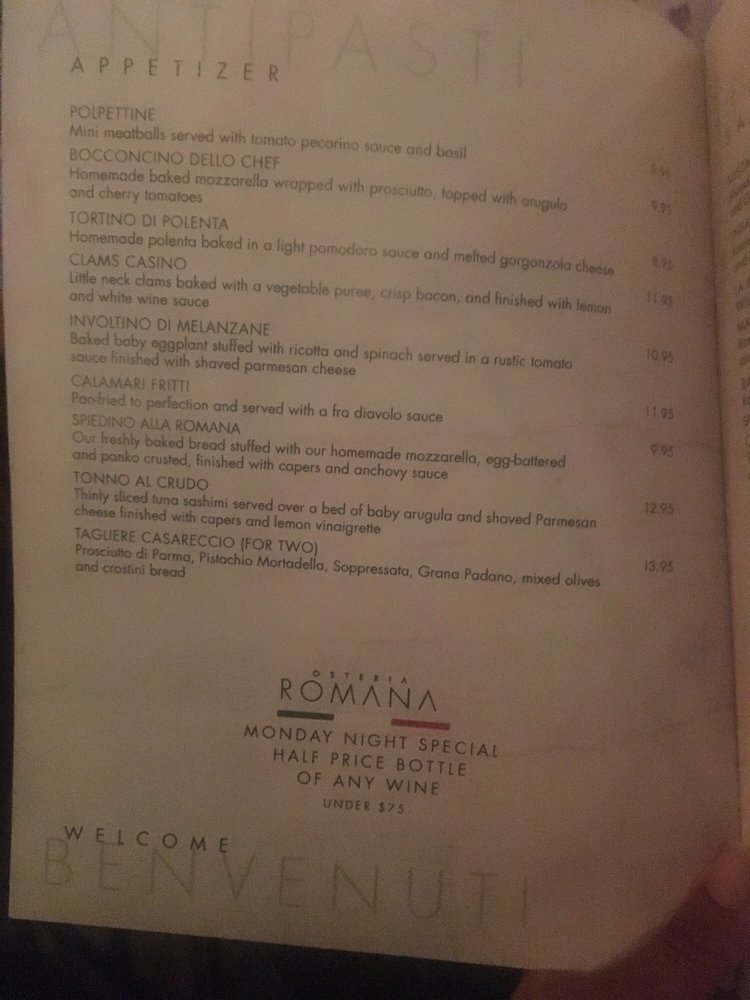 ANTIPASTI
APPETIZER
POLPETTINE
Mini meatballs served with tomato pecorino sauce and basil 9.95
BOCCONCINO DELLO CHEF
Homemade baked mozzarella wrapped with prosciutto, topped with arugula 9.95
and cherry tomatoes
TORTINO DI POLENTA
Homemade polenta baked in a light pomodoro sauce and melted gorgonzola cheese 8.95
CLAMS CASINO
Little neck clams baked with a vegetable puree, crisp bacon, and finished with lemon 11.95
and white wine sauce
INVOLTINO DI MELANZANE
Baked baby eggplant stuffed with ricotta and spinach served in a rustic tomato 10.95
sauce finished with shaved parmesan cheese
CALAMARI FRITTI
Pan-fried to perfection and served with a fra diavolo sauce 11.95
SPIEDINO ALLA ROMANA
Our freshly baked bread stuffed with our homemade mozzarella, egg-battered 9.95
and panko crusted, finished with capers and anchovy sauce
TONNO AL CRUDO
Thinly sliced tuna sashimi served over a bed of baby arugula and shaved Parmesan 12.95
cheese finished with capers and lemon vinaigrette
TAGLIERE CASARECCIO (FOR TWO)
Prosciutto di Parma, Pistachio Mortadella, Soppressata, Grana Padano, mixed olives 13.95
and crostini bread
OSTERIA
ROMANA
MONDAY NIGHT SPECIAL
HALF PRICE BOTTLE
OF ANY WINE
UNDER $75
WELCOME
BENVENUTI